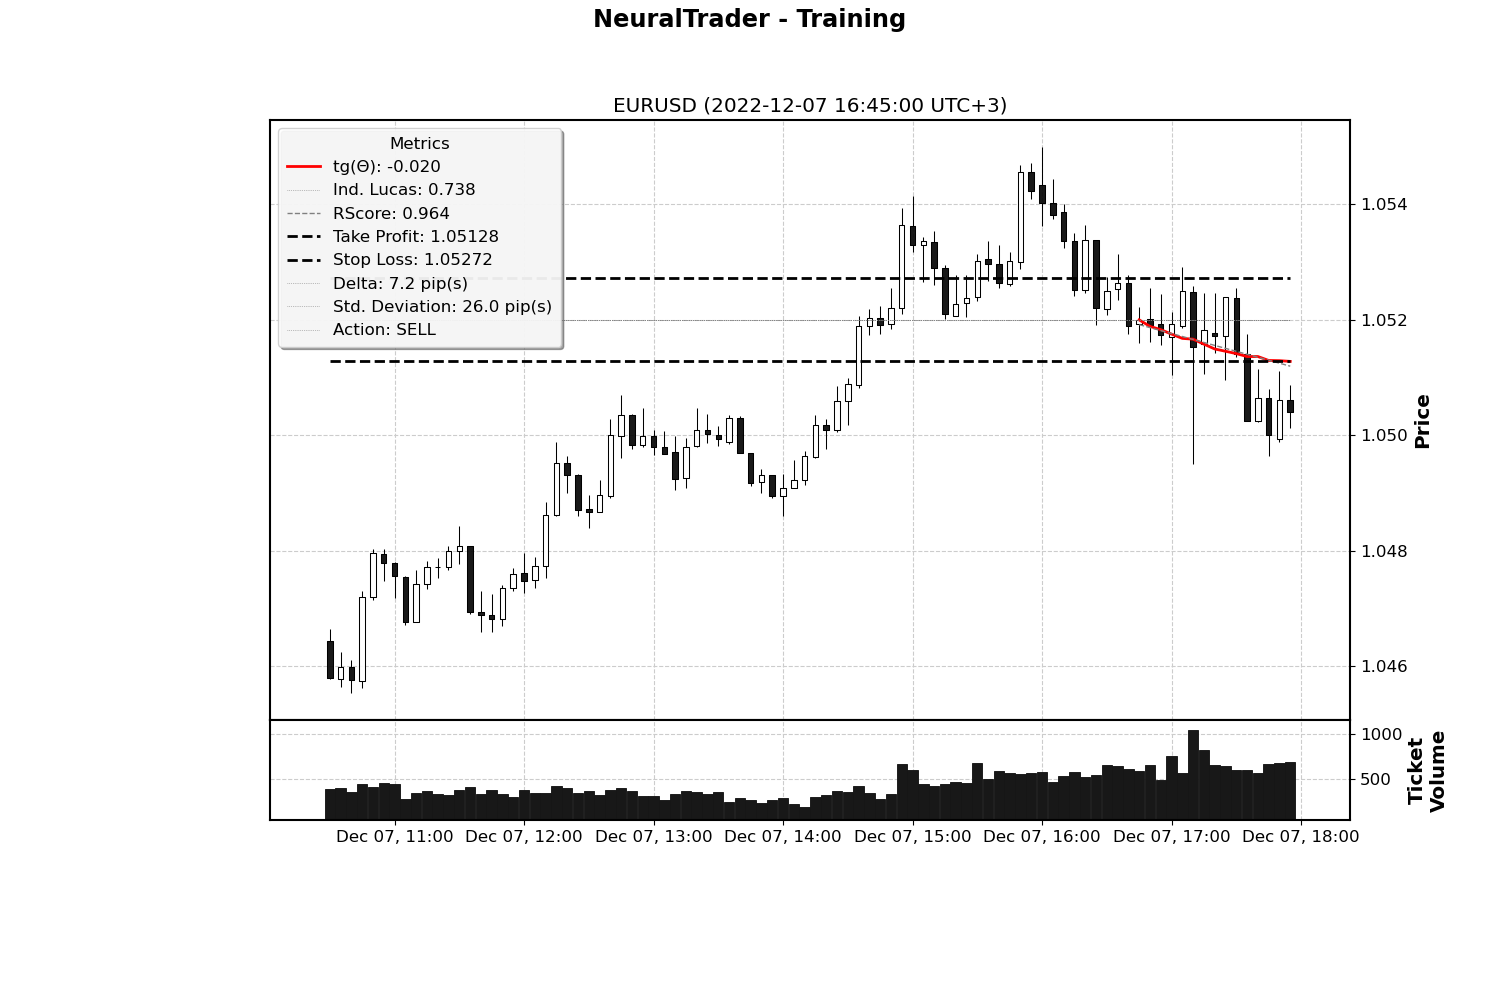 NeuralTrader - Training
EURUSD (2022-12-07 16:45:00 UTC+3)
Metrics
tg(Θ): -0.020
Ind. Lucas: 0.738
RScore: 0.964
Take Profit: 1.05128
Stop Loss: 1.05272
Delta: 7.2 pip(s)
Std. Deviation: 26.0 pip(s)
Action: SELL
1.054
1.052
1.050
1.048
1.046
Price
1000
500
Ticket
Volume
Dec 07, 11:00
Dec 07, 12:00
Dec 07, 13:00
Dec 07, 14:00
Dec 07, 15:00
Dec 07, 16:00
Dec 07, 17:00
Dec 07, 18:00